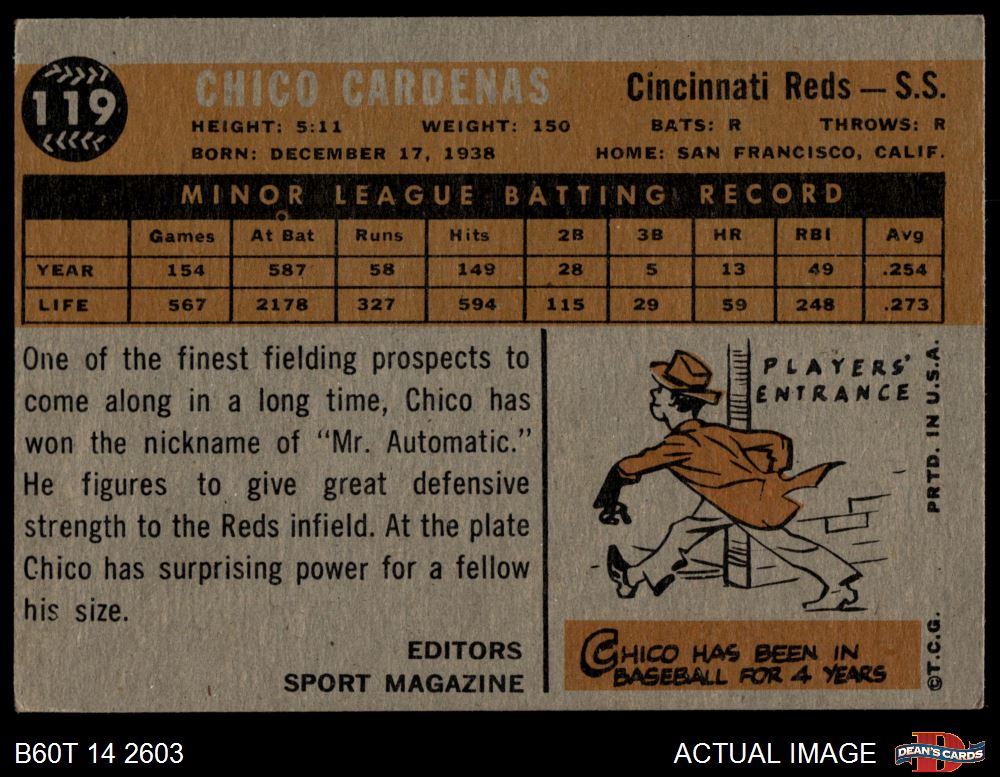 119
CHICO CARDENAS
Cincinnati Reds — S.S.
HEIGHT: 5:11 WEIGHT: 150 BATS: R THROWS: R
BORN: DECEMBER 17, 1938 HOME: SAN FRANCISCO, CALIF.
MINOR LEAGUE BATTING RECORD
Games At Bat Runs Hits 2B 3B HR RBI Avg
YEAR 154 587 58 149 28 5 13 49 .254
LIFE 567 2178 327 594 115 29 59 248 .273
One of the finest fielding prospects to
come along in a long time, Chico has
won the nickname of “Mr. Automatic.”
He figures to give great defensive
strength to the Reds infield. At the plate
Chico has surprising power for a fellow
his size.
EDITORS
SPORT MAGAZINE
PLAYERS'
ENTRANCE
CHICO HAS BEEN IN
BASEBALL FOR 4 YEARS
PRTD. IN U.S.A.
©T.C.G.
B60T 14 2603
ACTUAL IMAGE
D
DEAN'S CARDS